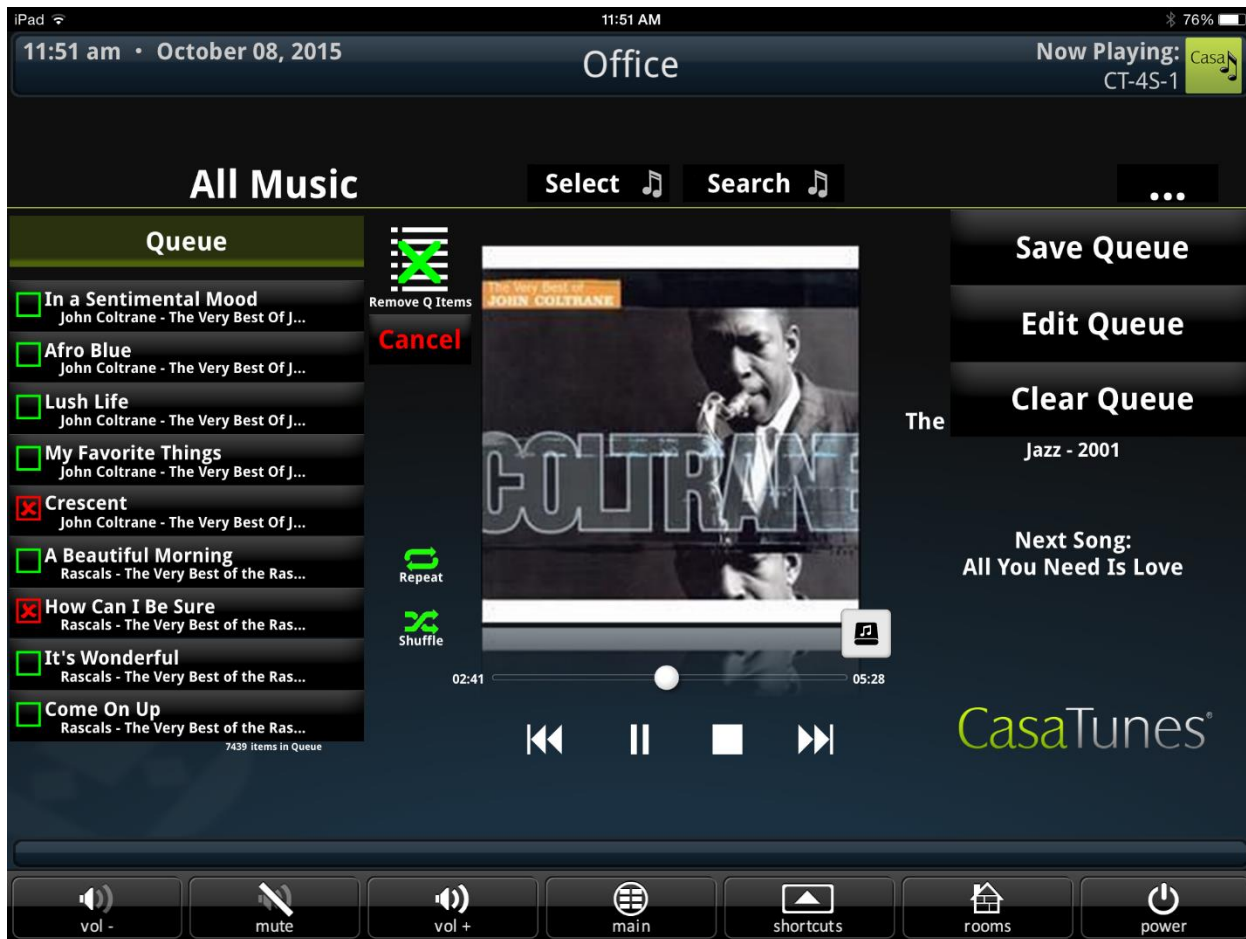 iPad 11:51 AM 76%
11:51 am • October 08, 2015
Office
Now Playing:
CT-4S-1
Casa
All Music
Select
Search
...
Queue
In a Sentimental Mood
John Coltrane - The Very Best Of J...
Afro Blue
John Coltrane - The Very Best Of J...
Lush Life
John Coltrane - The Very Best Of J...
My Favorite Things
John Coltrane - The Very Best Of J...
Crescent
John Coltrane - The Very Best Of J...
A Beautiful Morning
Rascals - The Very Best of the Ras...
How Can I Be Sure
Rascals - The Very Best of the Ras...
It's Wonderful
Rascals - The Very Best of the Ras...
Come On Up
Rascals - The Very Best of the Ras...
7439 items in Queue
Remove Q Items
Cancel
Repeat
Shuffle
The Very Best of
JOHN COLTRANE
COLTRANE
02:41
05:28
Save Queue
Edit Queue
Clear Queue
The
Jazz - 2001
Next Song:
All You Need Is Love
CasaTunes®
vol -
mute
vol +
main
shortcuts
rooms
power